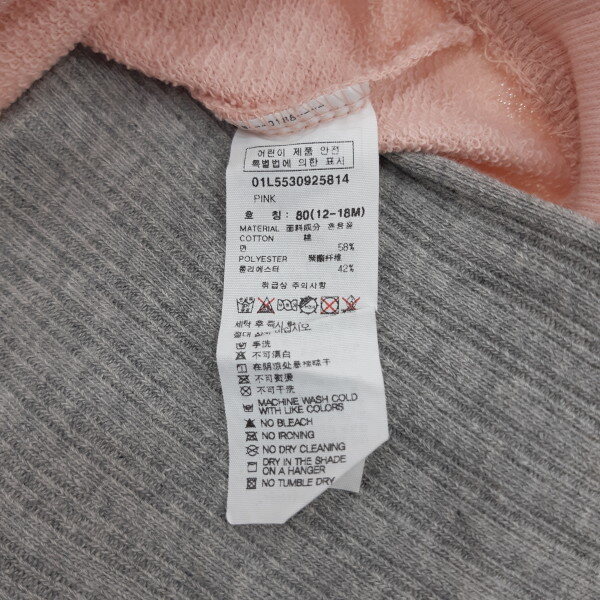 어린이 제품 안전
특별법에 의한 표시
01L5530925814
PINK
호 칭: 80(12-18M)
MATERIAL 面料成分 혼용율
COTTON 綿
면 58%
POLYESTER 聚酯纤维
폴리에스터 42%
취급상 주의사항
세탁 후 즉시
手洗
不可漂白
在阴凉处悬挂晾干
不可熨烫
不可干洗
MACHINE WASH COLD
WITH LIKE COLORS
NO BLEACH
NO IRONING
NO DRY CLEANING
DRY IN THE SHADE
ON A HANGER
NO TUMBLE DRY